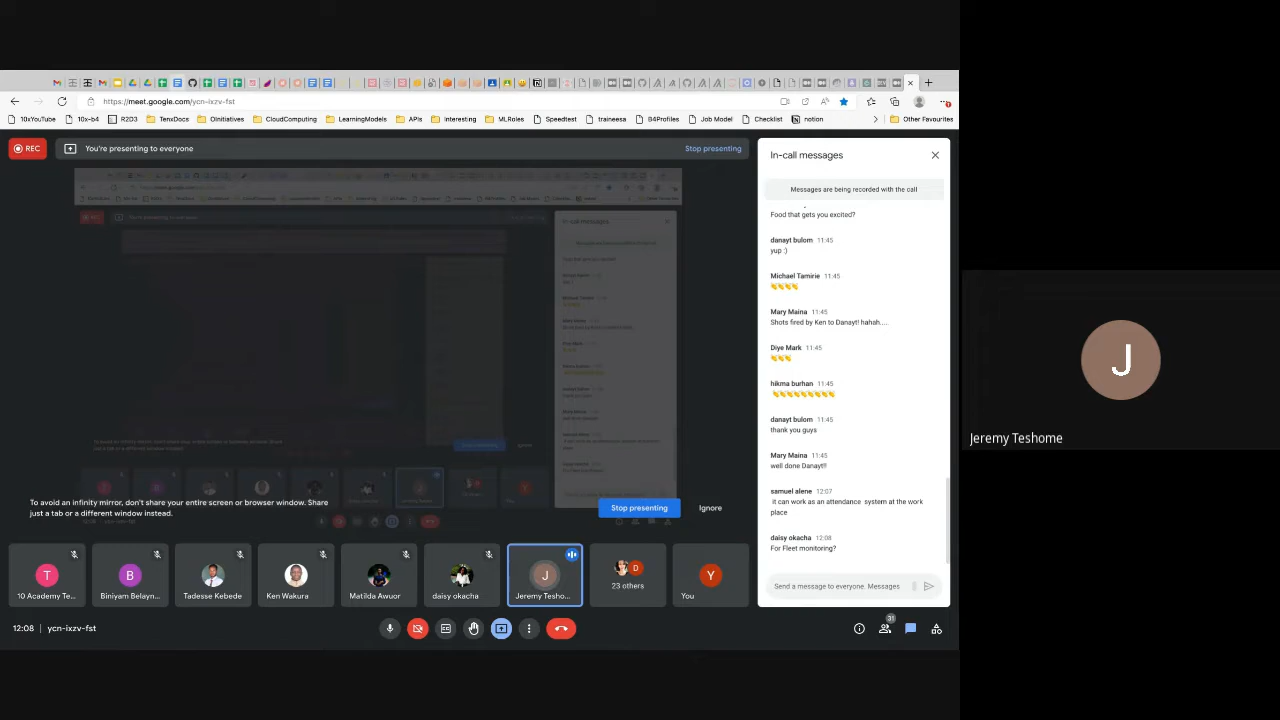 https://meet.google.com/ycn-ixzv-fst
10xYouTube
10x-b4
R2D3
TenxDocs
OInitiatives
CloudComputing
LearningModels
APIs
Interesting
MLRoles
Speedtest
traineesa
B4Profiles
Job Model
Checklist
notion
Other Favourites
REC
You're presenting to everyone
Stop presenting
In-call messages
Messages are being recorded with the call
Food that gets you excited?
danayt bulom 11:45
yup :)
Michael Tamirie 11:45
👏👏👏👏
Mary Maina 11:45
Shots fired by Ken to Danayt! hahah....
Diye Mark 11:45
👏👏👏
hikma burhan 11:45
👏👏👏👏👏👏👏👏👏
danayt bulom 11:45
thank you guys
Mary Maina 11:45
well done Danayt!!
samuel alene 12:07
it can work as an attendance system at the work
place
daisy okacha 12:08
For Fleet monitoring?
Send a message to everyone. Messages
To avoid an infinity mirror, don't share your entire screen or browser window. Share
just a tab or a different window instead.
Stop presenting
Ignore
T
10 Academy Te...
B
Biniyam Belayn...
Tadesse Kebede
Ken Wakura
Matilda Awuor
daisy okacha
J
Jeremy Tesho...
D
23 others
Y
You
12:08 | ycn-ixzv-fst
31
J
Jeremy Teshome